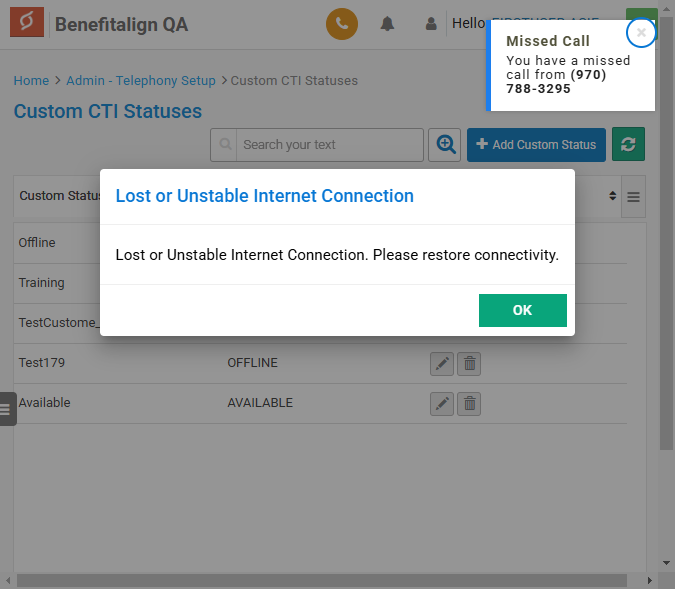 Benefitalign QA
Hello,
Missed Call
You have a missed
call from (970)
788-3295
Home > Admin - Telephony Setup > Custom CTI Statuses
Custom CTI Statuses
Search your text
Add Custom Status
Custom Status
Lost or Unstable Internet Connection
Lost or Unstable Internet Connection. Please restore connectivity.
OK
Offline
Training
TestCustome_
Test179 OFFLINE
Available AVAILABLE